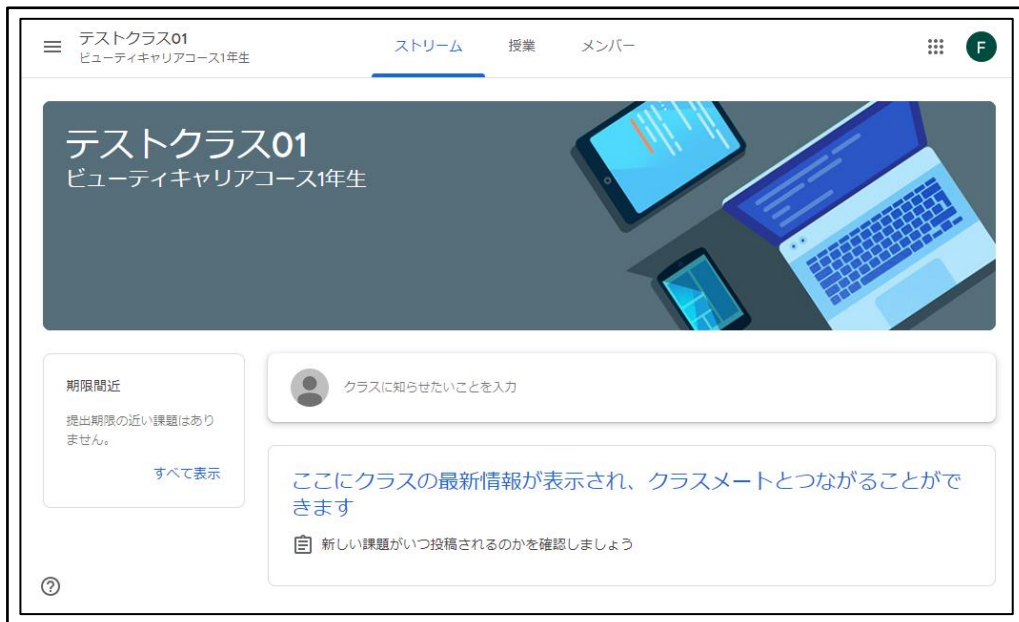 テストクラス01
ビューティキャリアコース1年生
ストリーム
授業
メンバー
F
テストクラス01
ビューティキャリアコース1年生
期限間近
提出期限の近い課題はあり
ません。
すべて表示
クラスに知らせたいことを入力
ここにクラスの最新情報が表示され、クラスメートとつながることがで
きます
新しい課題がいつ投稿されるのかを確認しましょう
?